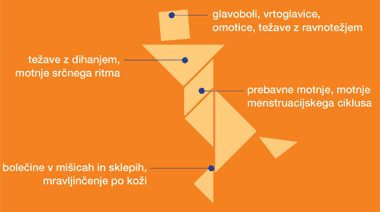 glavoboli, vrtoglavice,
omotice, težave z ravnotežjem
težave z dihanjem,
motnje srčnega ritma
prebavne motnje, motnje
menstruacijskega ciklusa
bolečine v mišicah in sklepih,
mravljinčenje po koži